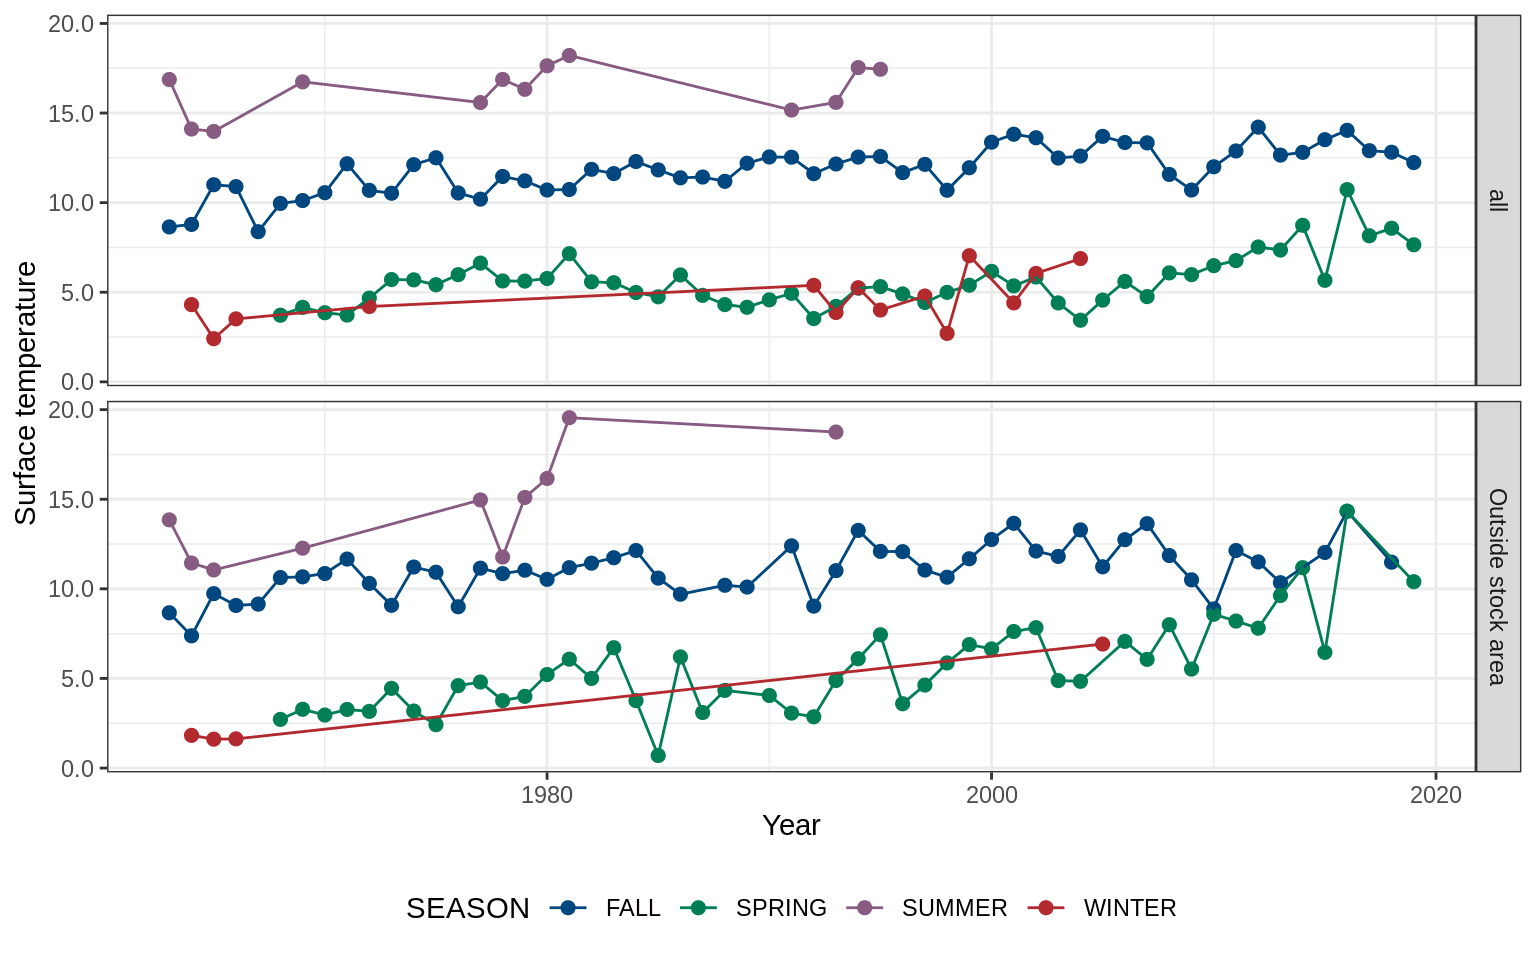 20.0
15.0
10.0
5.0
0.0
all
20.0
15.0
10.0
5.0
0.0
Outside stock area
Surface temperature
1980 2000 2020
Year
SEASON FALL SPRING SUMMER WINTER